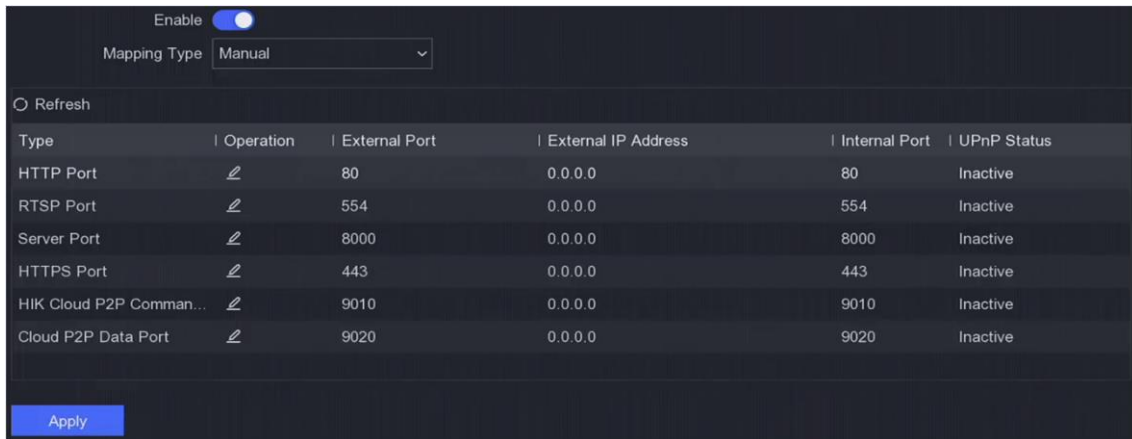 Enable
Mapping Type Manual
Refresh
Type Operation External Port External IP Address Internal Port UPnP Status
HTTP Port 80 0.0.0.0 80 Inactive
RTSP Port 554 0.0.0.0 554 Inactive
Server Port 8000 0.0.0.0 8000 Inactive
HTTPS Port 443 0.0.0.0 443 Inactive
HIK Cloud P2P Comman... 9010 0.0.0.0 9010 Inactive
Cloud P2P Data Port 9020 0.0.0.0 9020 Inactive
Apply